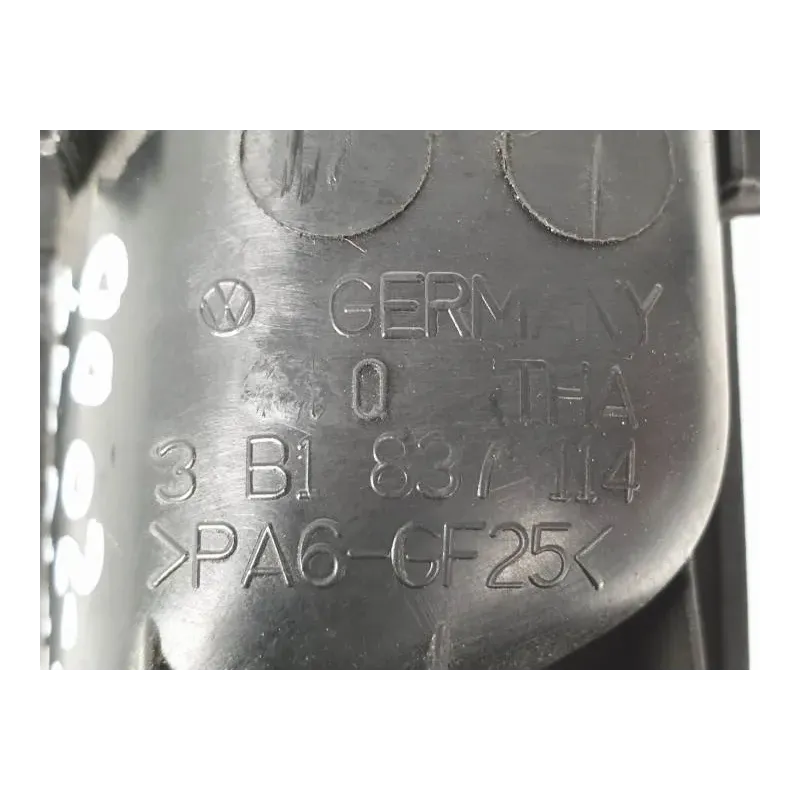 GERMANY
Q THA
3 B1 837 114
>PA6-GF25<